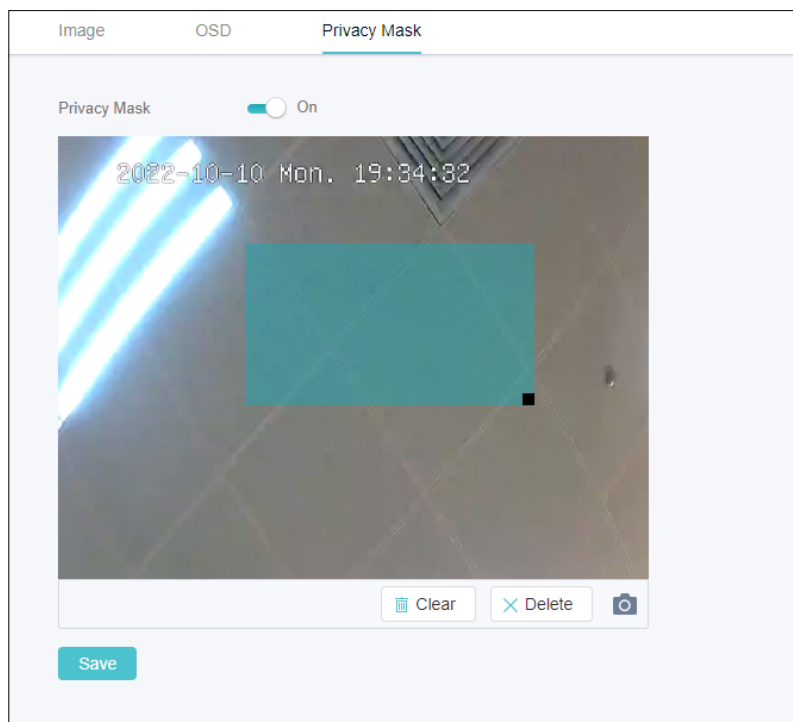 Image OSD Privacy Mask
Privacy Mask On
2022-10-10 Mon. 19:34:32
Clear Delete
Save